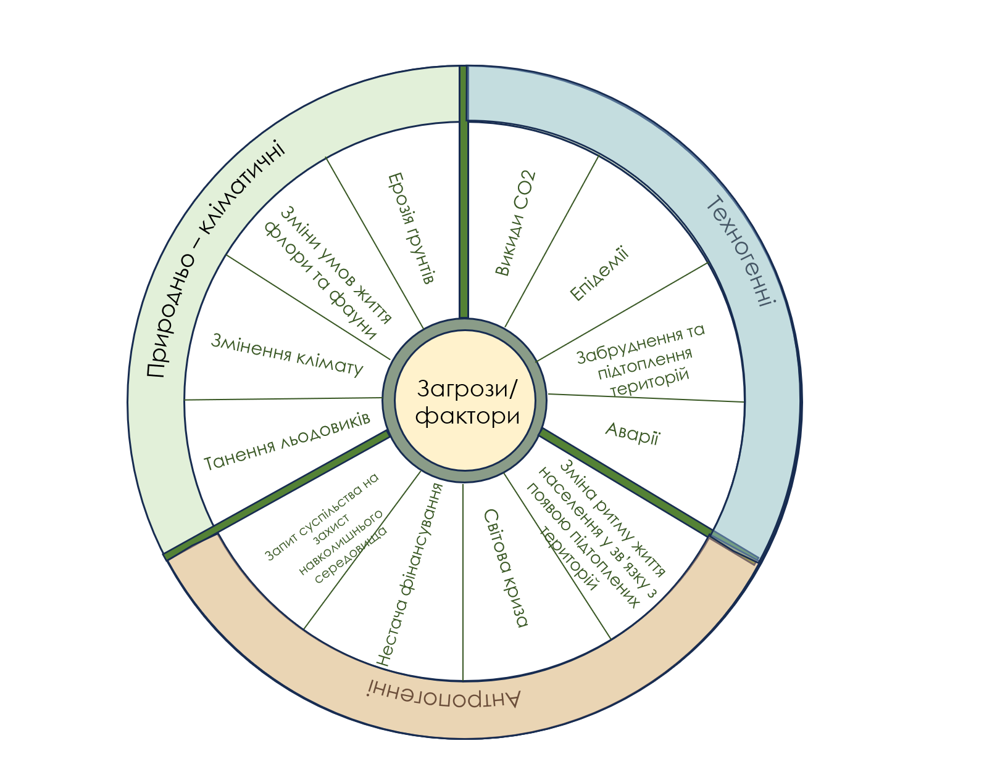 Природньо – кліматичні
Техногенні
Антропогенні
Загрози/
фактори
Ерозія ґрунтів
Зміни умов життя
флори та фауни
Змінення клімату
Танення льодовиків
Викиди СО2
Епідемії
Забруднення та
підтоплення
територій
Аварії
Зміна ритму життя
населення у зв’язку з
появою підтоплених
територій
Світова криза
Нестача фінансування
Запит суспільства на
захист
навколишнього
середовища